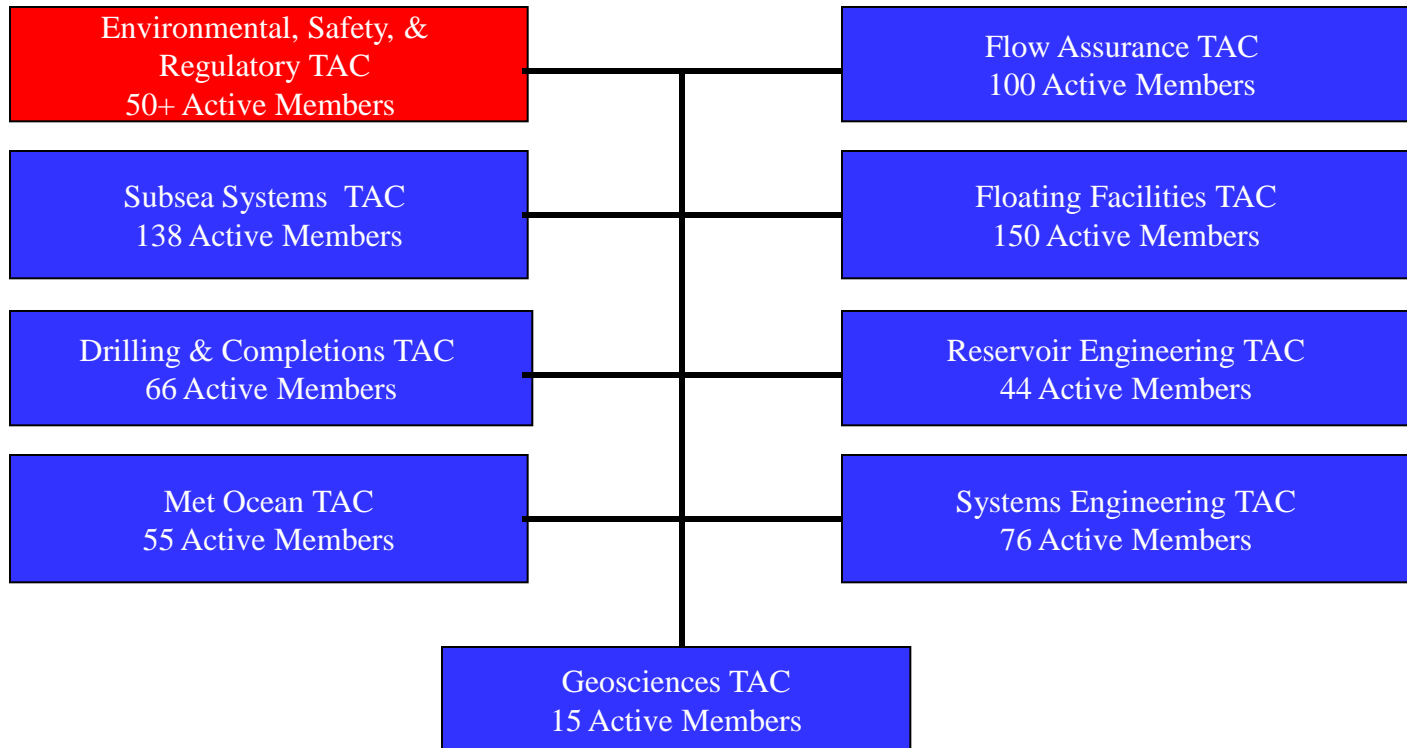 Environmental, Safety, &
Regulatory TAC
50+ Active Members
Flow Assurance TAC
100 Active Members
Subsea Systems  TAC
138 Active Members
Floating Facilities TAC
150 Active Members
Drilling & Completions TAC
66 Active Members
Reservoir Engineering TAC
44 Active Members
Met Ocean TAC
55 Active Members
Systems Engineering TAC
76 Active Members
Geosciences TAC
15 Active Members